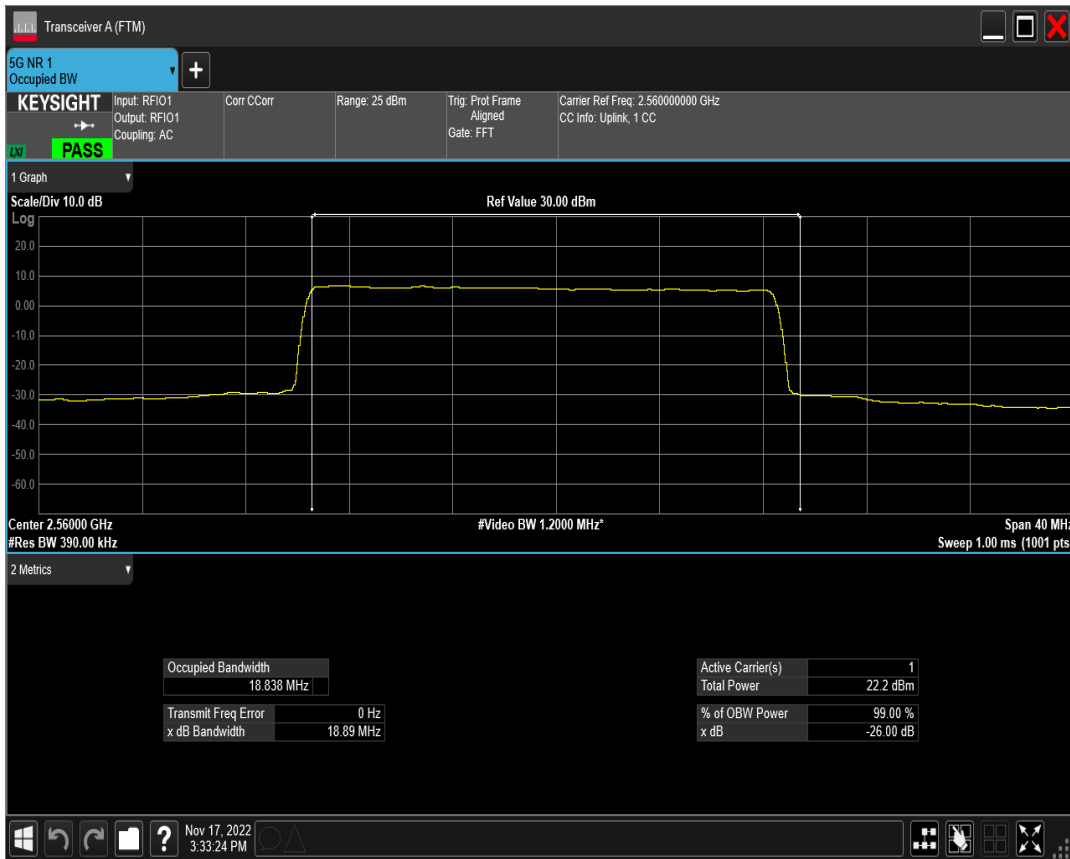 Transceiver A (FTM)
5G NR 1
Occupied BW
+
KEYSIGHT
LXI
PASS
Input: RFIO1
Output: RFIO1
Coupling: AC
Corr CCorr
Range: 25 dBm
Trig: Prot Frame
Aligned
Gate: FFT
Carrier Ref Freq: 2.560000000 GHz
CC Info: Uplink, 1 CC
1 Graph
Scale/Div 10.0 dB
Ref Value 30.00 dBm
Log
20.0
10.0
0.00
-10.0
-20.0
-30.0
-40.0
-50.0
-60.0
Center 2.56000 GHz
#Video BW 1.2000 MHz*
Span 40 MHz
#Res BW 390.00 kHz
Sweep 1.00 ms (1001 pts
2 Metrics
Occupied Bandwidth
18.838 MHz
Transmit Freq Error 0 Hz
x dB Bandwidth 18.89 MHz
Active Carrier(s) 1
Total Power 22.2 dBm
% of OBW Power 99.00 %
x dB -26.00 dB
?
Nov 17, 2022
3:33:24 PM